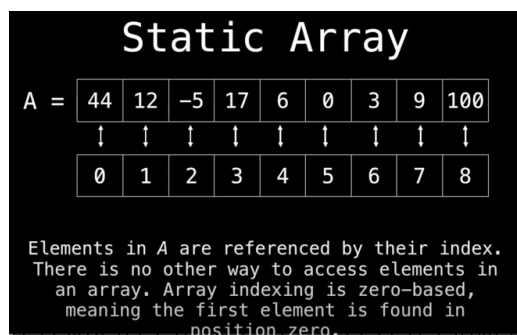 Static Array
A = 44 12 -5 17 6 0 3 9 100
0 1 2 3 4 5 6 7 8
Elements in A are referenced by their index.
There is no other way to access elements in
an array. Array indexing is zero-based,
meaning the first element is found in
position zero.